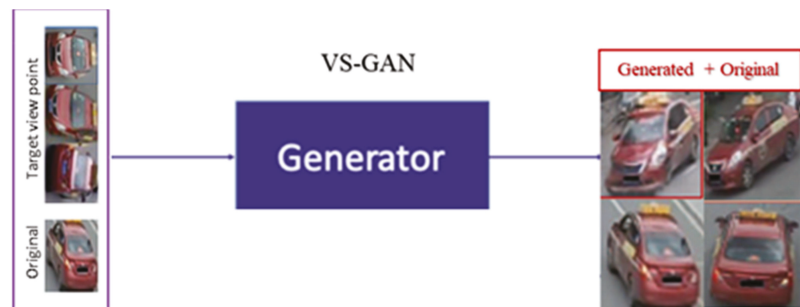 Target view point
Original
VS-GAN
Generator
Generated + Original